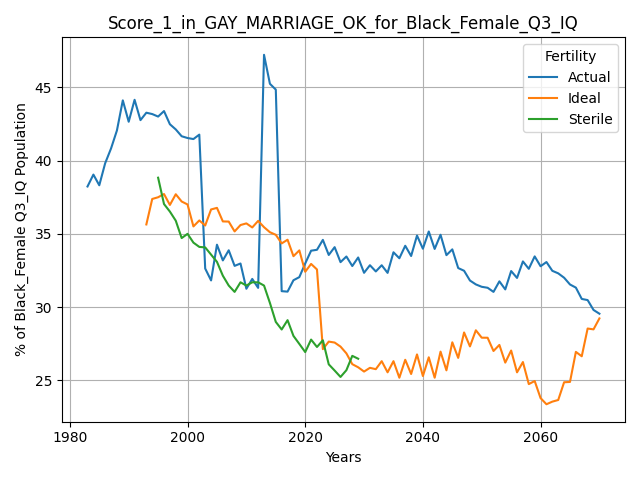 Score_1_in_GAY_MARRIAGE_OK_for_Black_Female_Q3_IQ
Fertility
Actual
Ideal
Sterile
% of Black_Female Q3_IQ Population
45
40
35
30
25
1980
2000
2020
2040
2060
Years